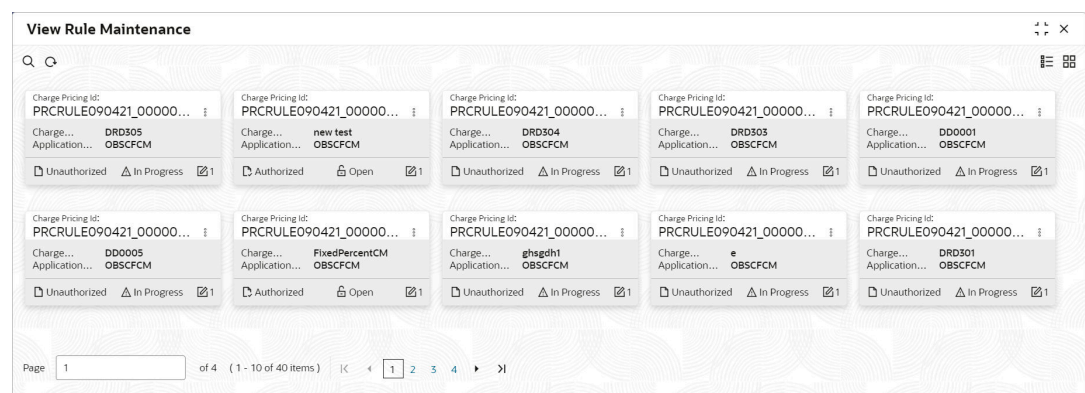 View Rule Maintenance
Charge Pricing Id: Charge Pricing Id: Charge Pricing Id: Charge Pricing Id: Charge Pricing Id:
PRCRULE090421_00000... PRCRULE090421_00000... PRCRULE090421_00000... PRCRULE090421_00000... PRCRULE090421_00000...
Charge... DRD305 Charge... new test Charge... DRD304 Charge... DRD303 Charge... DD0001
Application... OBSCFCM Application... OBSCFCM Application... OBSCFCM Application... OBSCFCM Application... OBSCFCM
Unauthorized In Progress 1 Authorized Open 1 Unauthorized In Progress 1 Unauthorized In Progress 1 Unauthorized In Progress 1
Charge Pricing Id: Charge Pricing Id: Charge Pricing Id: Charge Pricing Id: Charge Pricing Id:
PRCRULE090421_00000... PRCRULE090421_00000... PRCRULE090421_00000... PRCRULE090421_00000... PRCRULE090421_00000...
Charge... DD0005 Charge... FixedPercentCM Charge... ghsgdh1 Charge... e Charge... DRD301
Application... OBSCFCM Application... OBSCFCM Application... OBSCFCM Application... OBSCFCM Application... OBSCFCM
Unauthorized In Progress 1 Authorized Open 1 Unauthorized In Progress 1 Unauthorized In Progress 1 Unauthorized In Progress 1
Page 1 of 4 ( 1 - 10 of 40 items ) 1 2 3 4